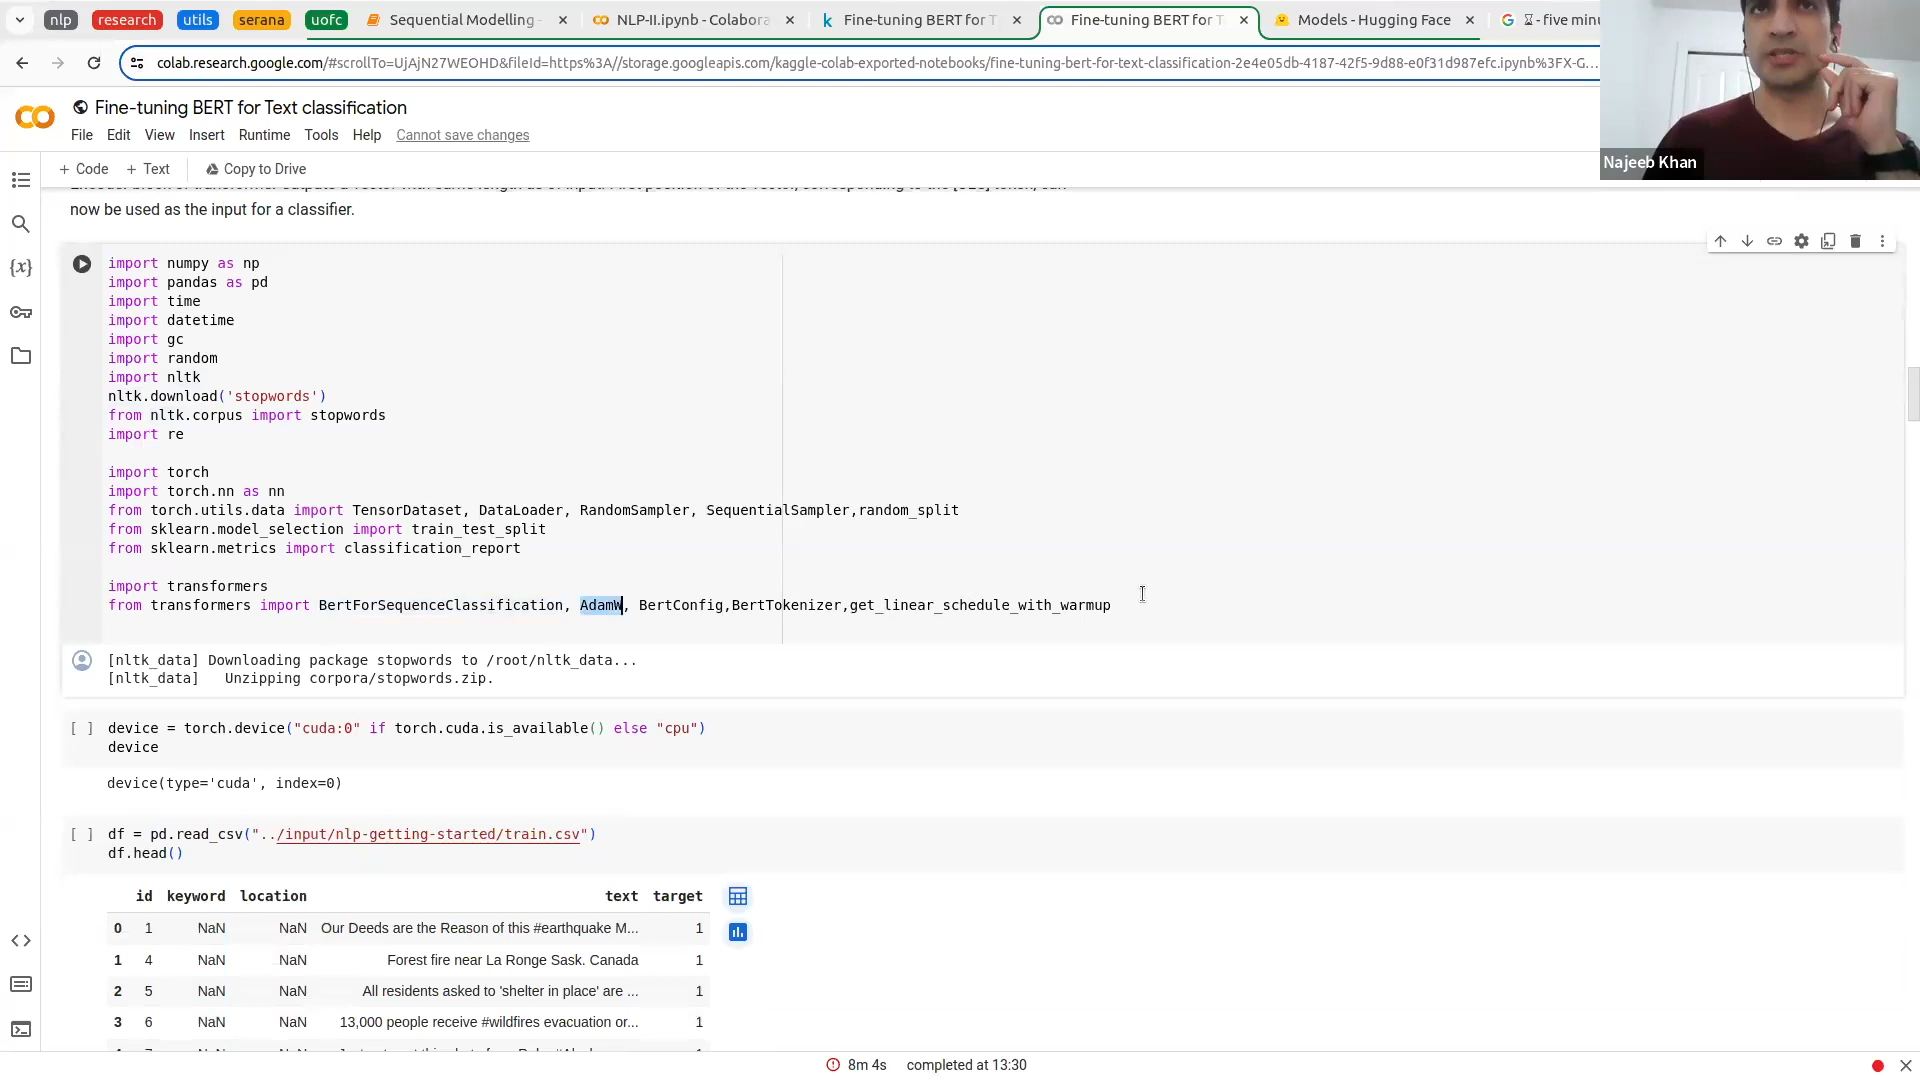 nlp research utils serana uofc Sequential Modelling - NLP-II.ipynb - Colabora Fine-tuning BERT for T Fine-tuning BERT for T Models - Hugging Face - five minu
colab.research.google.com/#scrollTo=UjAjN27WEOHD&fileId=https%3A//storage.googleapis.com/kaggle-colab-exported-notebooks/fine-tuning-bert-for-text-classification-2e4e05db-4187-42f5-9d88-e0f31d987efc.ipynb%3FX-G...
Fine-tuning BERT for Text classification
File Edit View Insert Runtime Tools Help Cannot save changes
+ Code + Text Copy to Drive
Najeeb Khan
now be used as the input for a classifier.
import numpy as np
import pandas as pd
import time
import datetime
import gc
import random
import nltk
nltk.download('stopwords')
from nltk.corpus import stopwords
import re
import torch
import torch.nn as nn
from torch.utils.data import TensorDataset, DataLoader, RandomSampler, SequentialSampler,random_split
from sklearn.model_selection import train_test_split
from sklearn.metrics import classification_report
import transformers
from transformers import BertForSequenceClassification, AdamW, BertConfig,BertTokenizer,get_linear_schedule_with_warmup
[nltk_data] Downloading package stopwords to /root/nltk_data...
[nltk_data]   Unzipping corpora/stopwords.zip.
[ ] device = torch.device("cuda:0" if torch.cuda.is_available() else "cpu")
device
device(type='cuda', index=0)
[ ] df = pd.read_csv("../input/nlp-getting-started/train.csv")
df.head()
id keyword location text target
0 1 NaN NaN Our Deeds are the Reason of this #earthquake M... 1
1 4 NaN NaN Forest fire near La Ronge Sask. Canada 1
2 5 NaN NaN All residents asked to 'shelter in place' are ... 1
3 6 NaN NaN 13,000 people receive #wildfires evacuation or... 1
8m 4s completed at 13:30